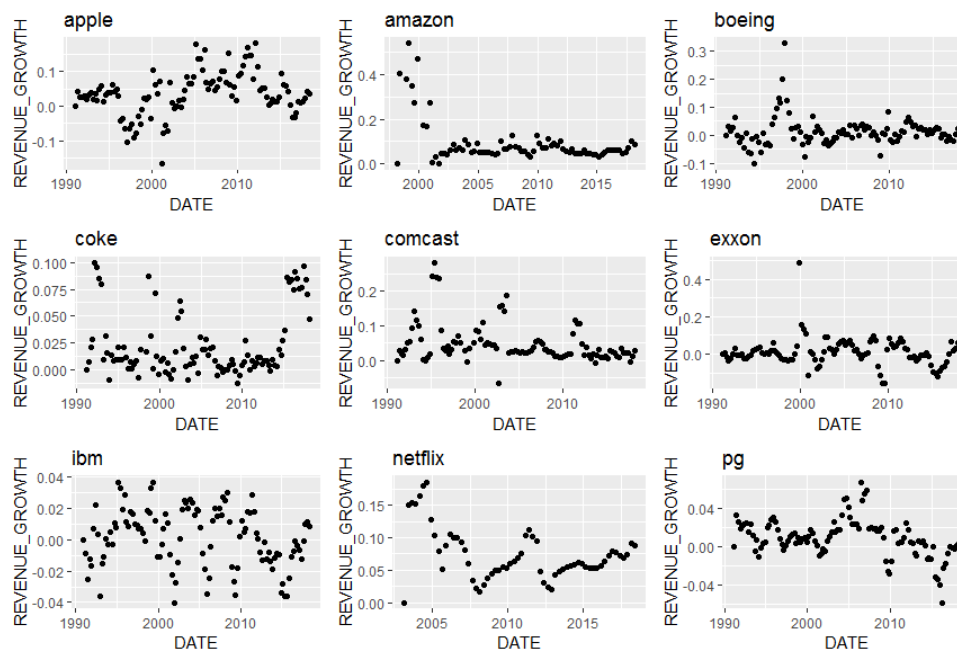 apple
REVENUE_GROWTH
0.1
0.0
-0.1
1990
2000
2010
DATE
amazon
REVENUE_GROWTH
0.4
0.2
0.0
2000
2005
2010
2015
DATE
boeing
REVENUE_GROWTH
0.3
0.2
0.1
0.0
-0.1
1990
2000
2010
DATE
coke
REVENUE_GROWTH
0.100
0.075
0.050
0.025
0.000
1990
2000
2010
DATE
comcast
REVENUE_GROWTH
0.2
0.1
0.0
1990
2000
2010
DATE
exxon
REVENUE_GROWTH
0.4
0.2
0.0
1990
2000
2010
DATE
ibm
REVENUE_GROWTH
0.04
0.02
0.00
-0.02
-0.04
1990
2000
2010
DATE
netflix
REVENUE_GROWTH
0.15
0.10
0.05
0.00
2005
2010
2015
DATE
pg
REVENUE_GROWTH
0.04
0.00
-0.04
1990
2000
2010
DATE